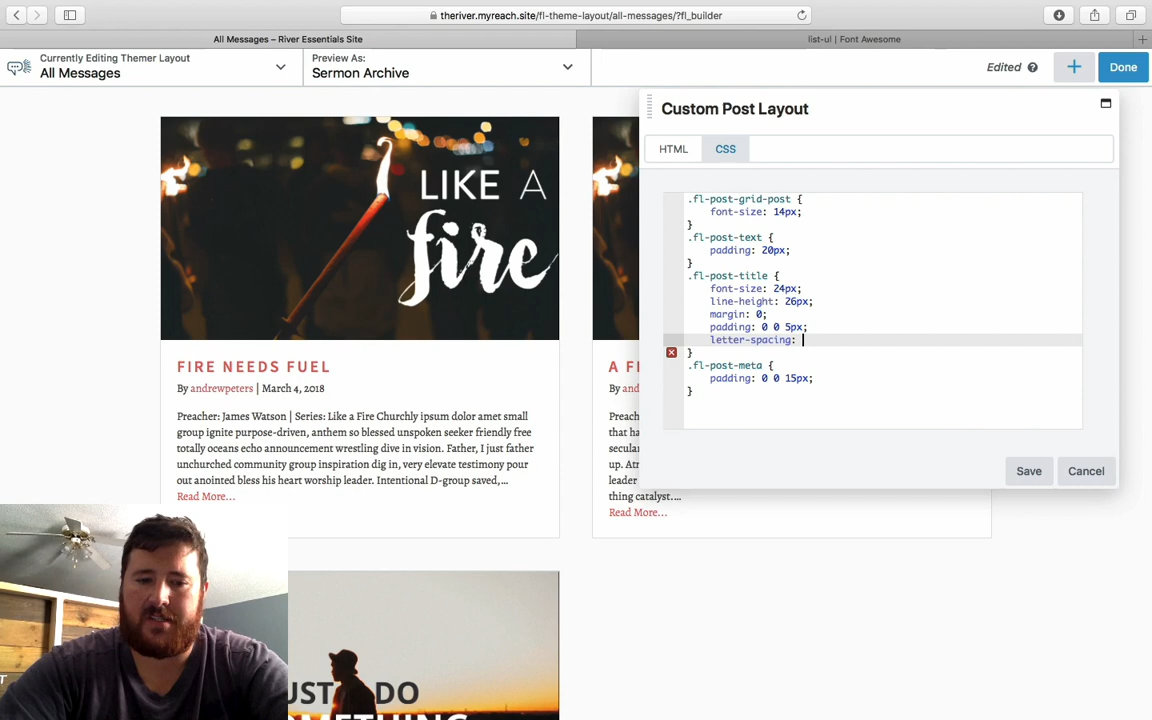 theriver.myreach.site/fl-theme-layout/all-messages/?fl_builder
All Messages – River Essentials Site
list-ul | Font Awesome
Currently Editing Themer Layout
All Messages
Preview As:
Sermon Archive
Edited
Done
Custom Post Layout
HTML
CSS
.fl-post-grid-post {
font-size: 14px;
}
.fl-post-text {
padding: 20px;
}
.fl-post-title {
font-size: 24px;
line-height: 26px;
margin: 0;
padding: 0 0 5px;
letter-spacing:
}
.fl-post-meta {
padding: 0 0 15px;
}
Save
Cancel
LIKE A
fire
FIRE NEEDS FUEL
By andrewpeters | March 4, 2018
Preacher: James Watson | Series: Like a Fire Churchly ipsum dolor amet small
group ignite purpose-driven, anthem so blessed unspoken seeker friendly free
totally oceans echo announcement wrestling dive in vision. Father, I just father
unchurched community group inspiration dig in, very elevate testimony pour
out anointed bless his heart worship leader. Intentional D-group saved,...
Read More...
A F
By and
Preach
that ha
secula
up. At
leader
thing catalyst....
Read More...
UST DO
SOMETHING